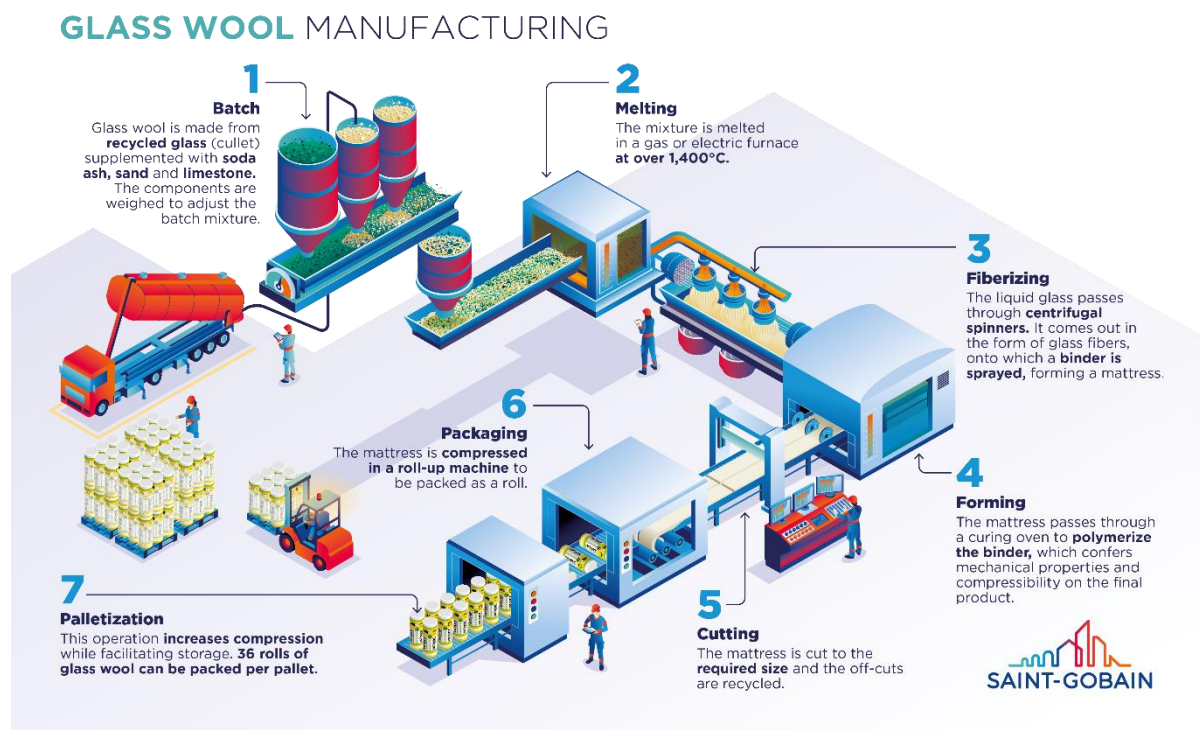 GLASS WOOL MANUFACTURING
1
Batch
Glass wool is made from
recycled glass (cullet)
supplemented with soda
ash, sand and limestone.
The components are
weighed to adjust the
batch mixture.
2
Melting
The mixture is melted
in a gas or electric furnace
at over 1,400°C.
3
Fiberizing
The liquid glass passes
through centrifugal
spinners. It comes out in
the form of glass fibers,
onto which a binder is
sprayed, forming a mattress.
4
Forming
The mattress passes through
a curing oven to polymerize
the binder, which confers
mechanical properties and
compressibility on the final
product.
5
Cutting
The mattress is cut to the
required size and the off-cuts
are recycled.
6
Packaging
The mattress is compressed
in a roll-up machine to
be packed as a roll.
7
Palletization
This operation increases compression
while facilitating storage. 36 rolls of
glass wool can be packed per pallet.
SAINT-GOBAIN